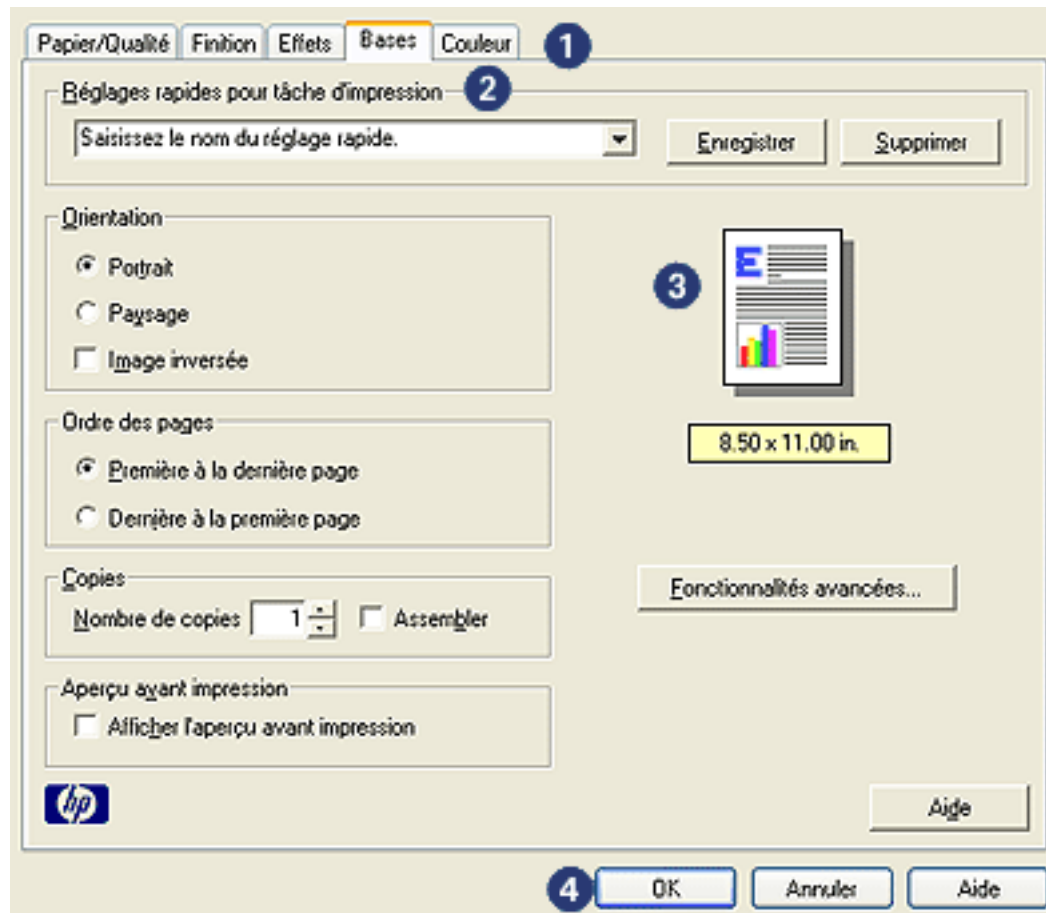 Papier/Qualité Finition Effets Bases Couleur 1
Réglages rapides pour tâche d'impression 2
Saisissez le nom du réglage rapide. Enregistrer Supprimer
Orientation
Portrait
Paysage
Image inversée
3
E
8.50 x 11.00 in.
Ordre des pages
Première à la dernière page
Dernière à la première page
Copies
Nombre de copies 1 Assembler
Fonctionnalités avancées...
Aperçu avant impression
Afficher l'aperçu avant impression
hp
Aide
4 OK Annuler Aide